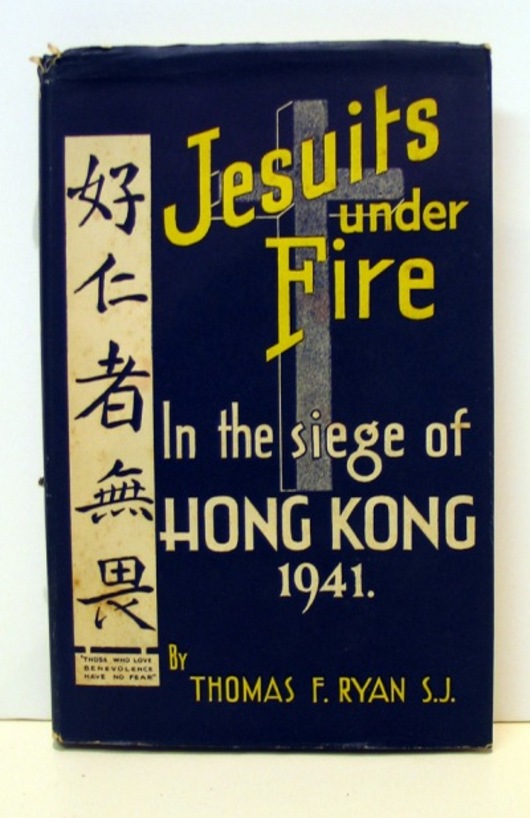 Jesuits
under
Fire
In the siege of
HONG KONG
1941.
By
THOMAS F. RYAN S.J.
好仁者無畏
"THOSE WHO LOVE
BENEVOLENCE
HAVE NO FEAR"